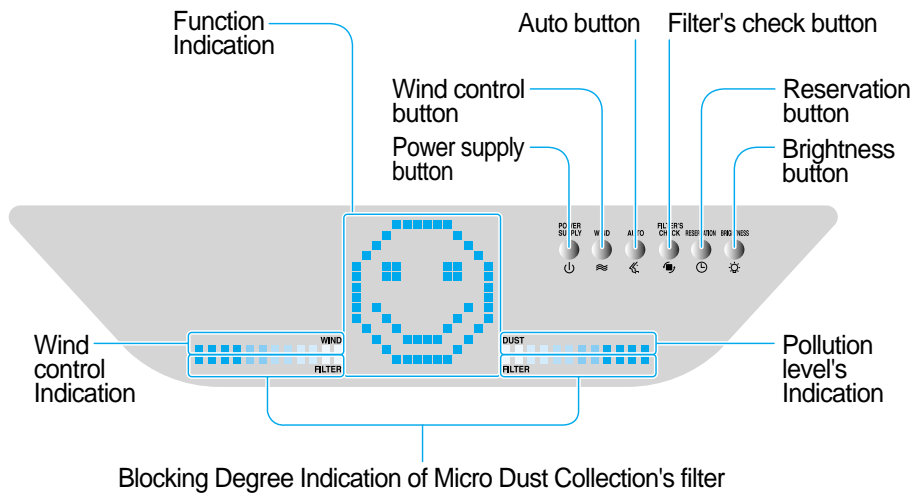 Function
Indication
Auto button
Filter's check button
Wind control
button
Reservation
button
Power supply
button
Brightness
button
POWER
SUPPLY
WIND
AUTO
FILTER'S
CHECK
RESERVATION
BRIGHTNESS
WIND
FILTER
DUST
FILTER
Wind
control
Indication
Pollution
level's
Indication
Blocking Degree Indication of Micro Dust Collection's filter